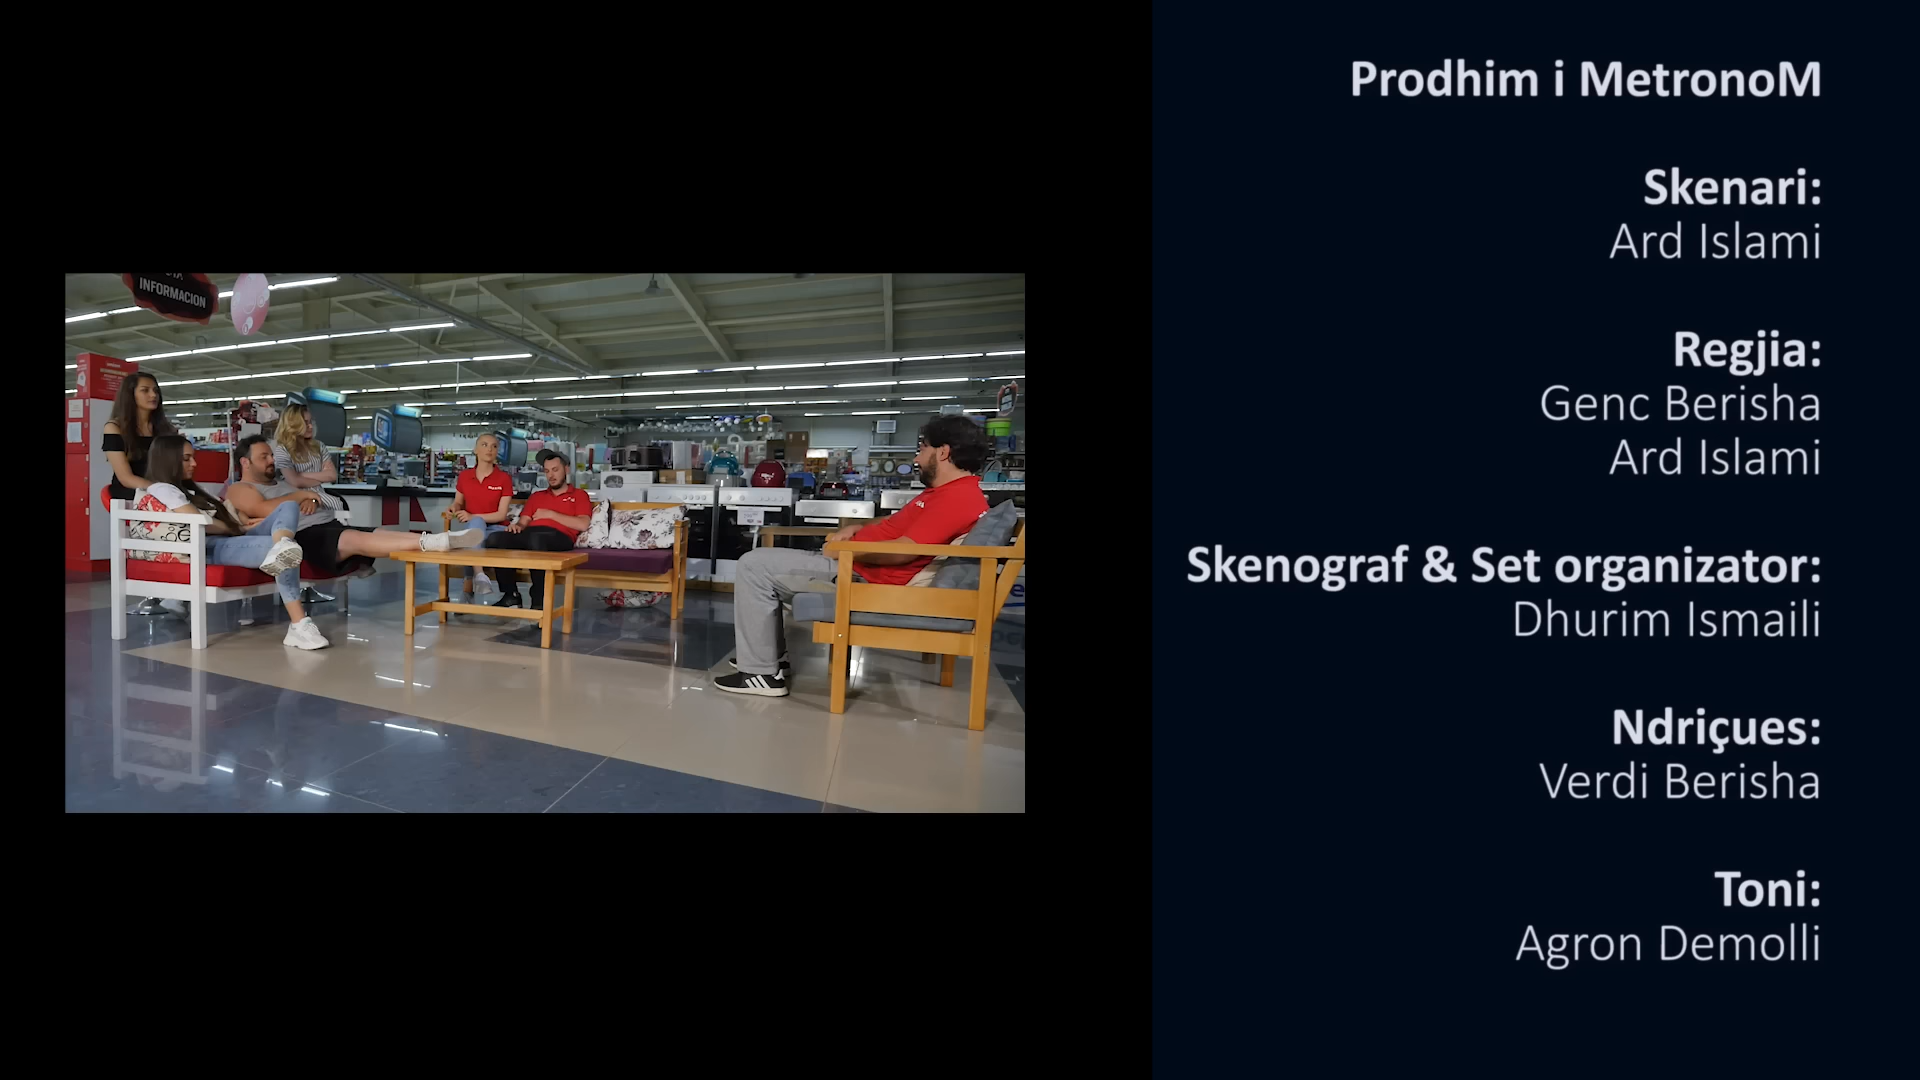 INFORMACION
Prodhim i MetronoM
Skenari:
Ard Islami
Regjia:
Genc Berisha
Ard Islami
Skenograf & Set organizator:
Dhurim Ismaili
Ndriçues:
Verdi Berisha
Toni:
Agron Demolli